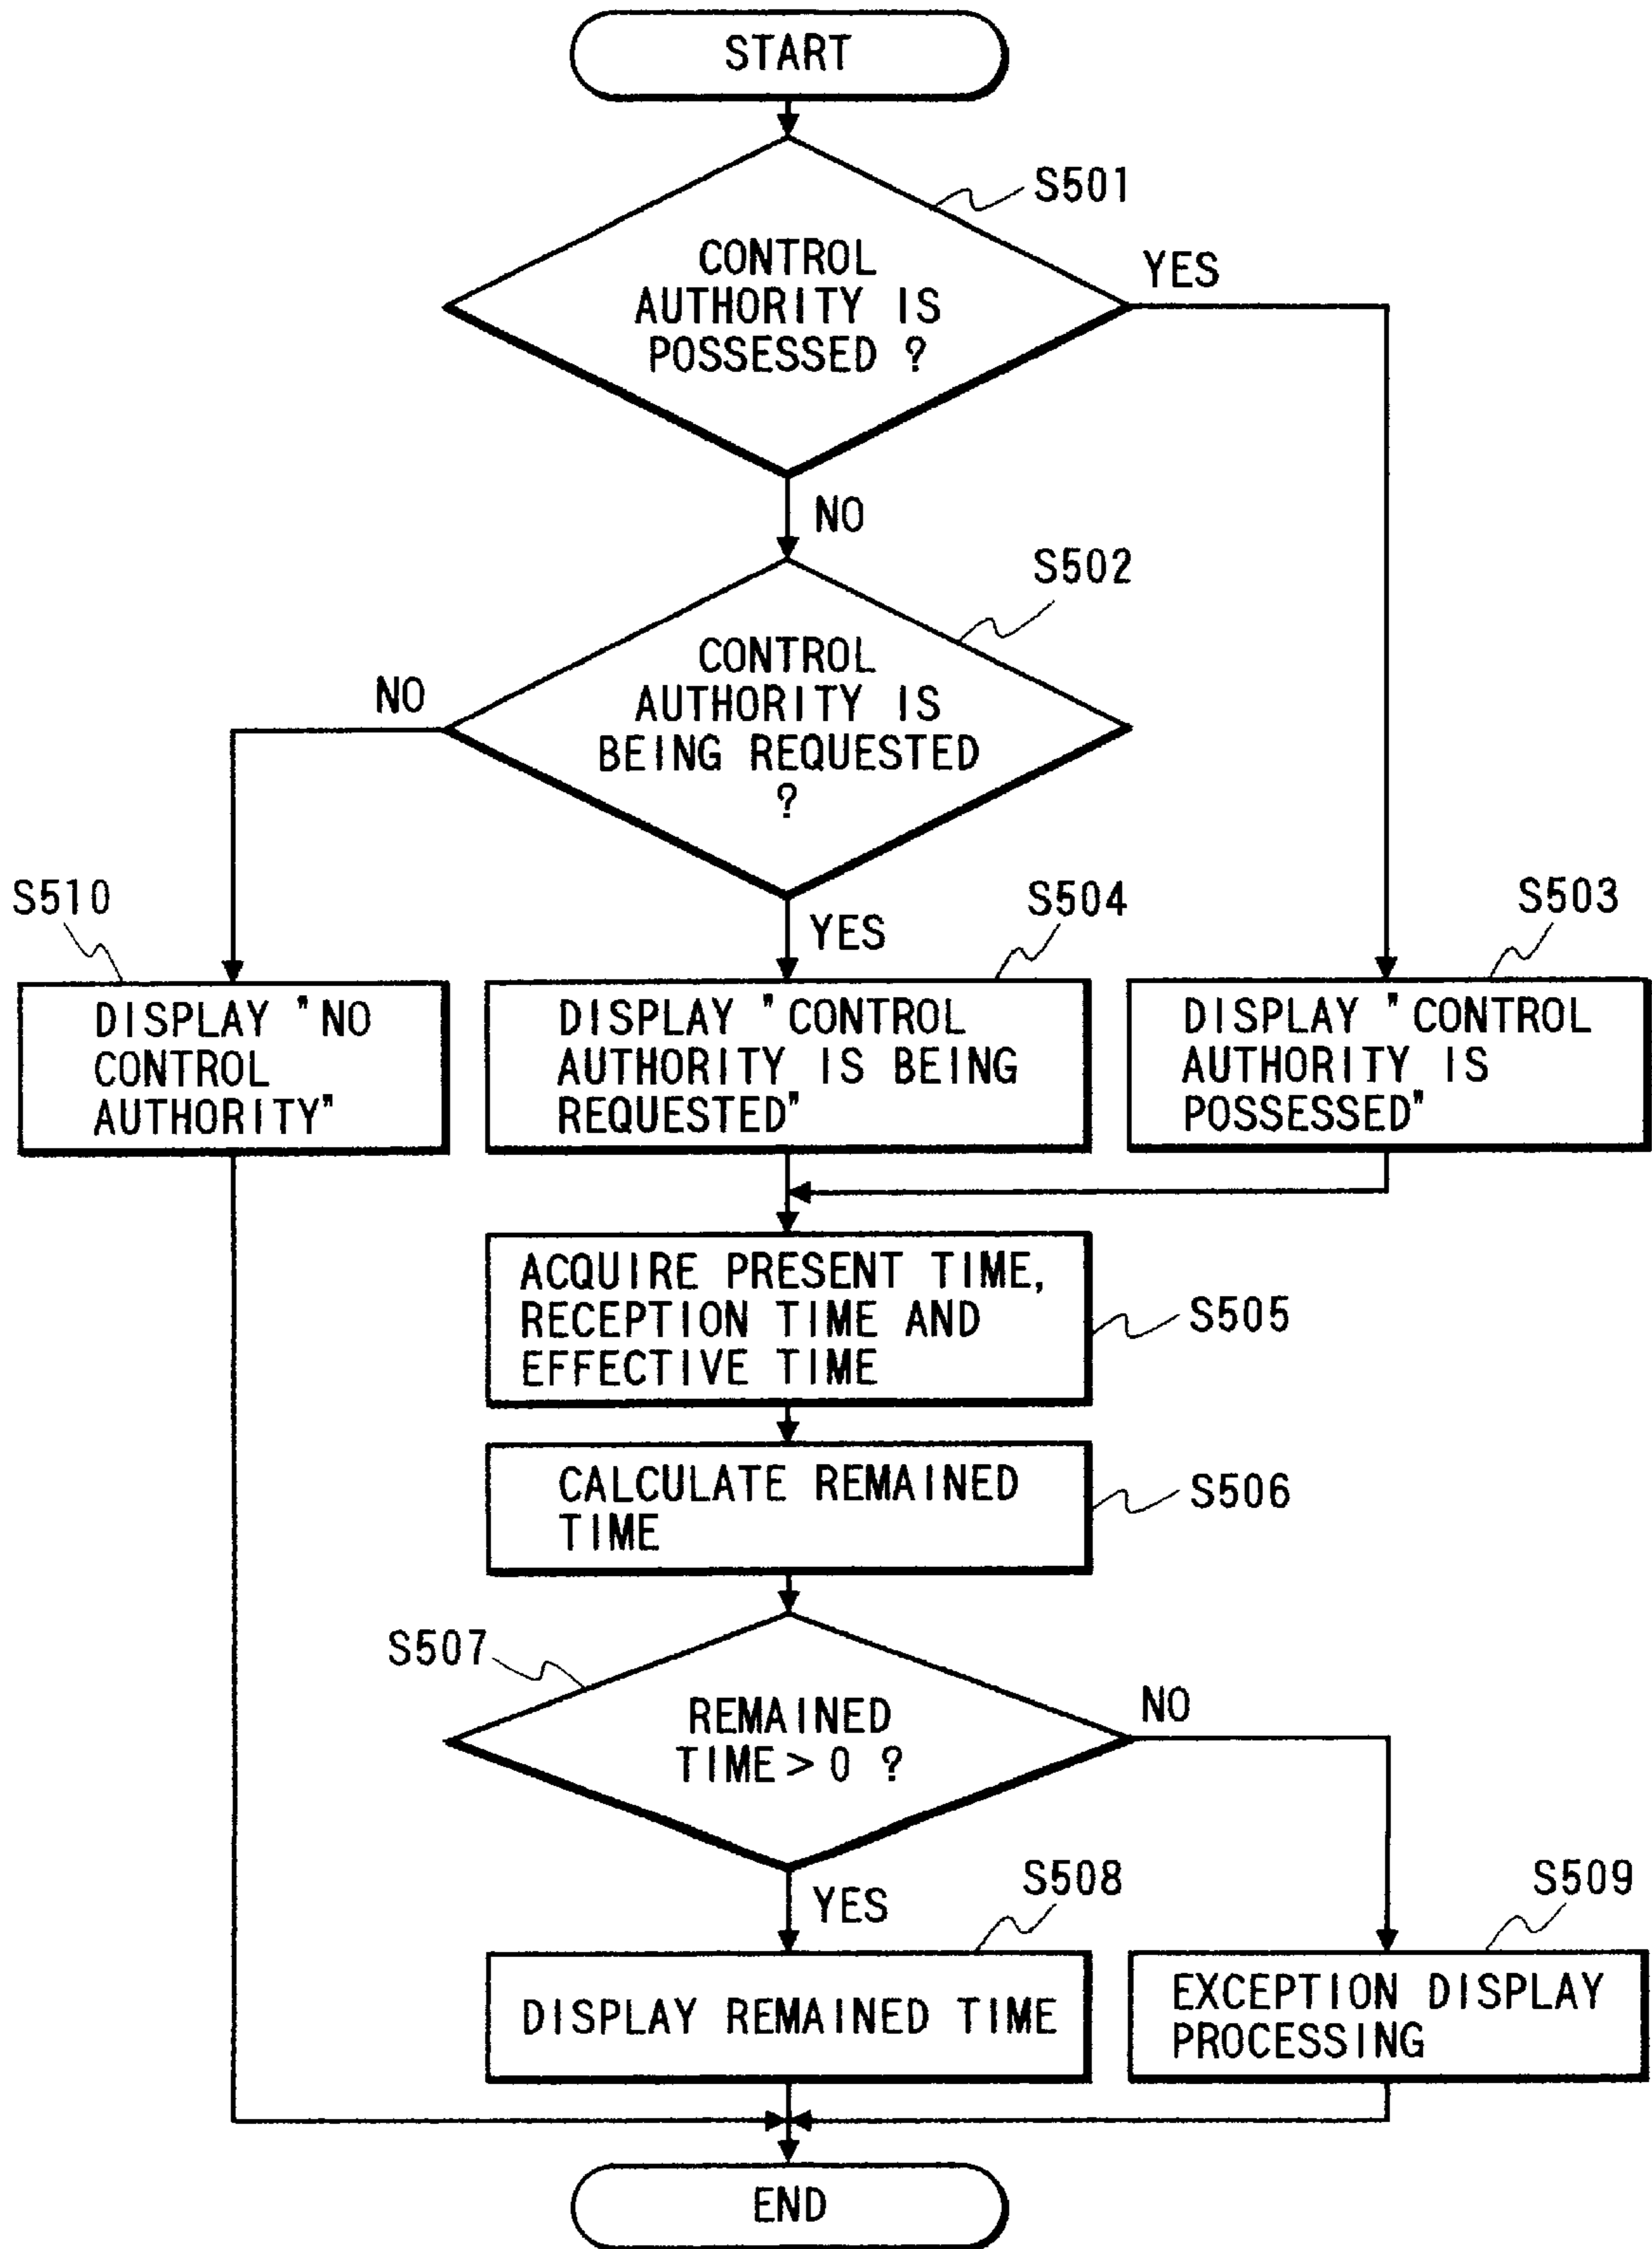 START
S501
CONTROL
AUTHORITY IS
POSSESSED ?
YES
NO
S502
CONTROL
AUTHORITY IS
BEING REQUESTED
?
NO
YES
S510
DISPLAY "NO
CONTROL
AUTHORITY"
S504
DISPLAY "CONTROL
AUTHORITY IS BEING
REQUESTED"
S503
DISPLAY "CONTROL
AUTHORITY IS
POSSESSED"
ACQUIRE PRESENT TIME,
RECEPTION TIME AND
EFFECTIVE TIME
S505
CALCULATE REMAINED
TIME
S506
S507
REMAINED
TIME > 0 ?
NO
YES
S508
DISPLAY REMAINED TIME
S509
EXCEPTION DISPLAY
PROCESSING
END